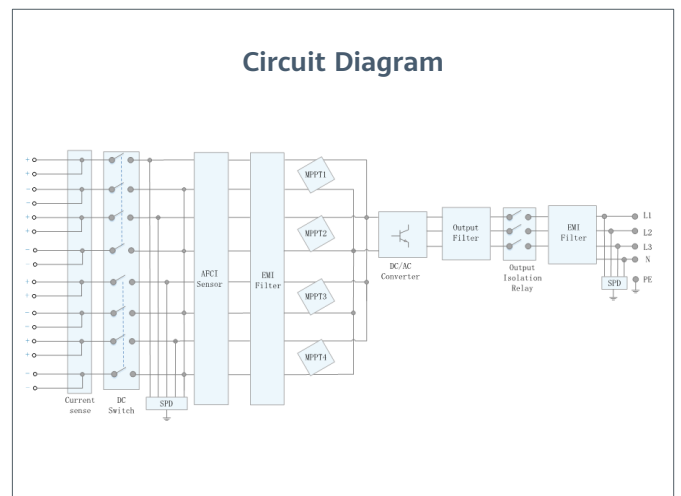 Circuit Diagram
+
+
-
-
+
+
-
-
+
+
-
-
+
+
-
-
Current
sense
DC
Switch
SPD
AFCI
Sensor
EMI
Filter
MPPT1
MPPT2
MPPT3
MPPT4
DC/AC
Converter
Output
Filter
Output
Isolation
Relay
EMI
Filter
SPD
L1
L2
L3
N
PE